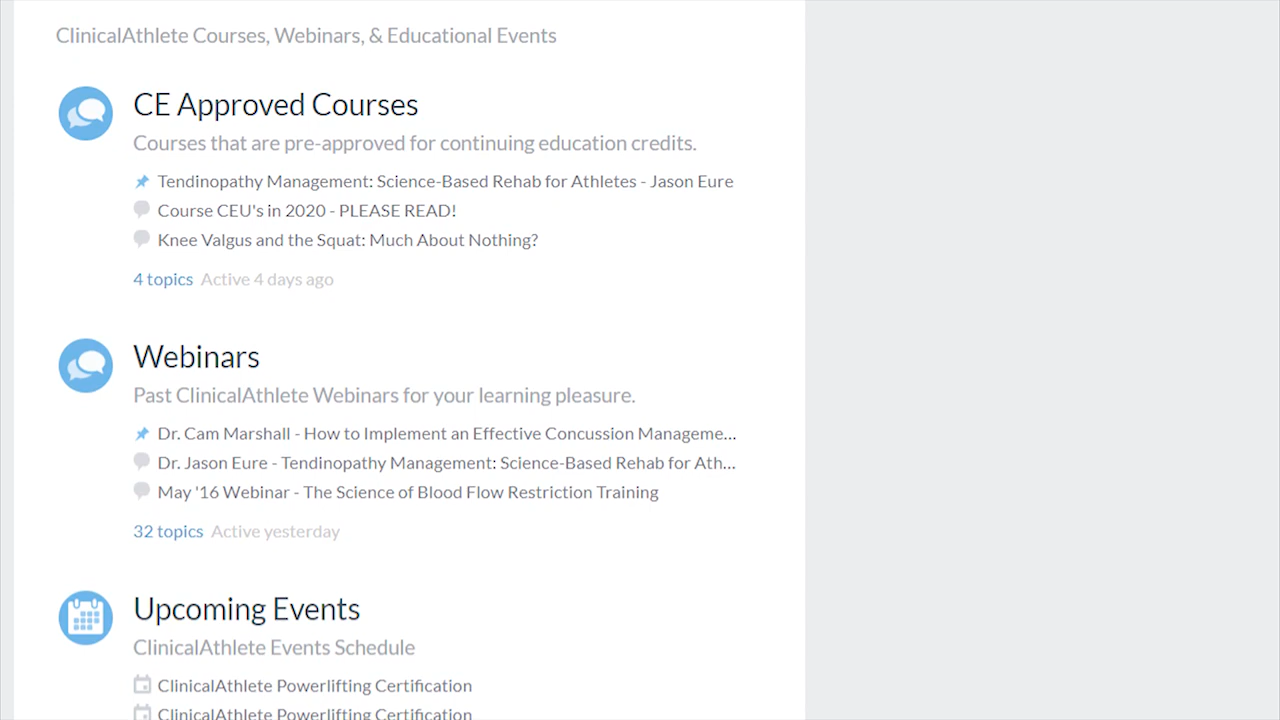 ClinicalAthlete Courses, Webinars, & Educational Events
CE Approved Courses
Courses that are pre-approved for continuing education credits.
Tendinopathy Management: Science-Based Rehab for Athletes - Jason Eure
Course CEU's in 2020 - PLEASE READ!
Knee Valgus and the Squat: Much About Nothing?
4 topics Active 4 days ago
Webinars
Past ClinicalAthlete Webinars for your learning pleasure.
Dr. Cam Marshall - How to Implement an Effective Concussion Manageme...
Dr. Jason Eure - Tendinopathy Management: Science-Based Rehab for Ath...
May '16 Webinar - The Science of Blood Flow Restriction Training
32 topics Active yesterday
Upcoming Events
ClinicalAthlete Events Schedule
ClinicalAthlete Powerlifting Certification
ClinicalAthlete Powerlifting Certification